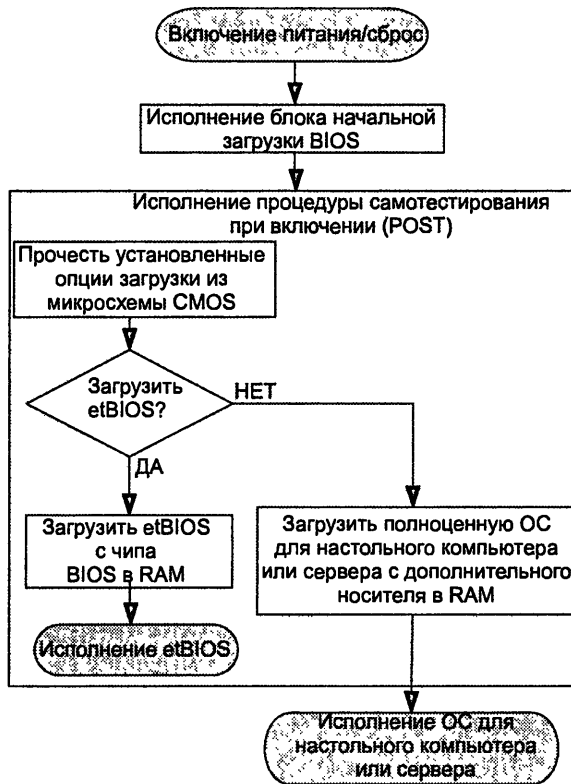 Включение питания/сброс
Исполнение блока начальной
загрузки BIOS
Исполнение процедуры самотестирования
при включении (POST)
Прочесть установленные
опции загрузки из
микросхемы CMOS
Загрузить
etBIOS?
НЕТ
ДА
Загрузить etBIOS
с чипа
BIOS в RAM
Загрузить полноценную ОС
для настольного компьютера
или сервера с дополнительного
носителя в RAM
Исполнение etBIOS
Исполнение ОС для
настольного компьютера
или сервера